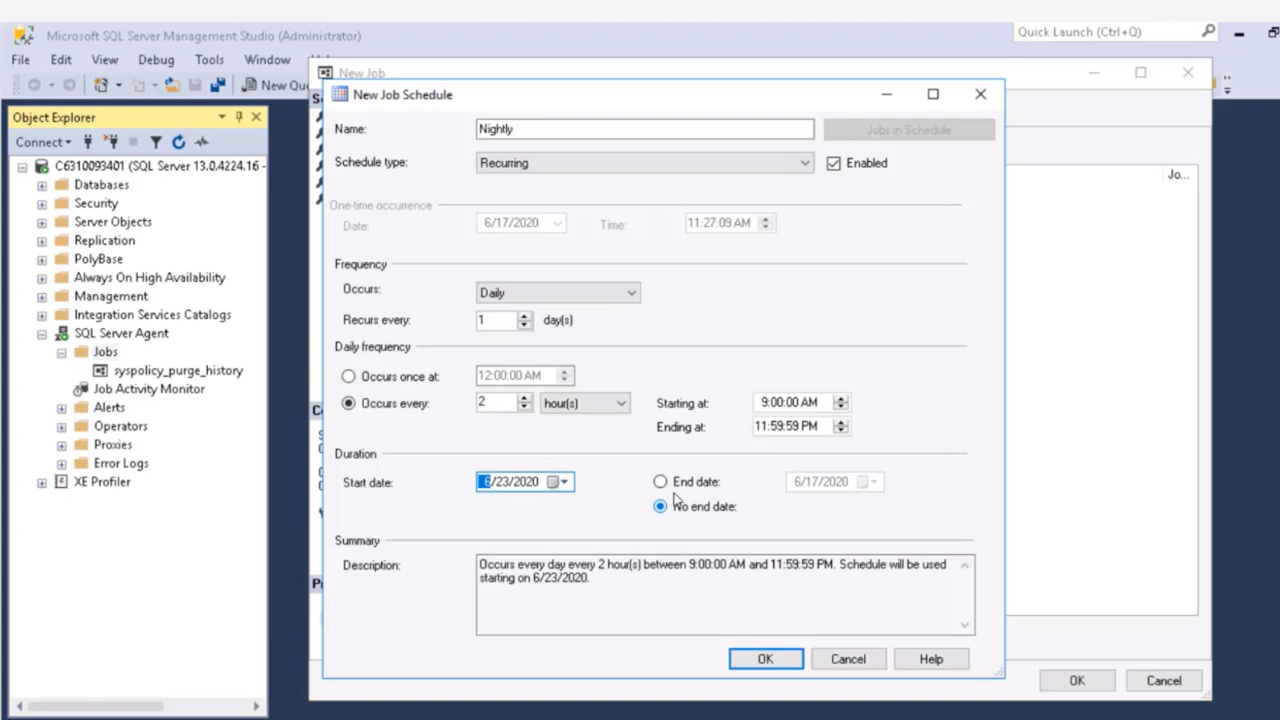 Microsoft SQL Server Management Studio (Administrator)
Quick Launch (Ctrl+Q)
File Edit View Debug Tools Window
New Job
New Qu
New Job Schedule
Object Explorer
Connect
C6310093401 (SQL Server 13.0.4224.16 -
Databases
Security
Server Objects
Replication
PolyBase
Always On High Availability
Management
Integration Services Catalogs
SQL Server Agent
Jobs
syspolicy_purge_history
Job Activity Monitor
Alerts
Operators
Proxies
Error Logs
XE Profiler
Name: Nightly Jobs in Schedule
Schedule type: Recurring Enabled
Jo...
One-time occurrence
Date: 6/17/2020 Time: 11:27:09 AM
Frequency
Occurs: Daily
Recurs every: 1 day(s)
Daily frequency
Occurs once at: 12:00:00 AM
Occurs every: 2 hour(s) Starting at: 9:00:00 AM
Ending at: 11:59:59 PM
Duration
Start date: 6/23/2020 End date: 6/17/2020
No end date:
Summary
Description: Occurs every day every 2 hour(s) between 9:00:00 AM and 11:59:59 PM. Schedule will be used
starting on 6/23/2020.
OK Cancel Help
OK Cancel